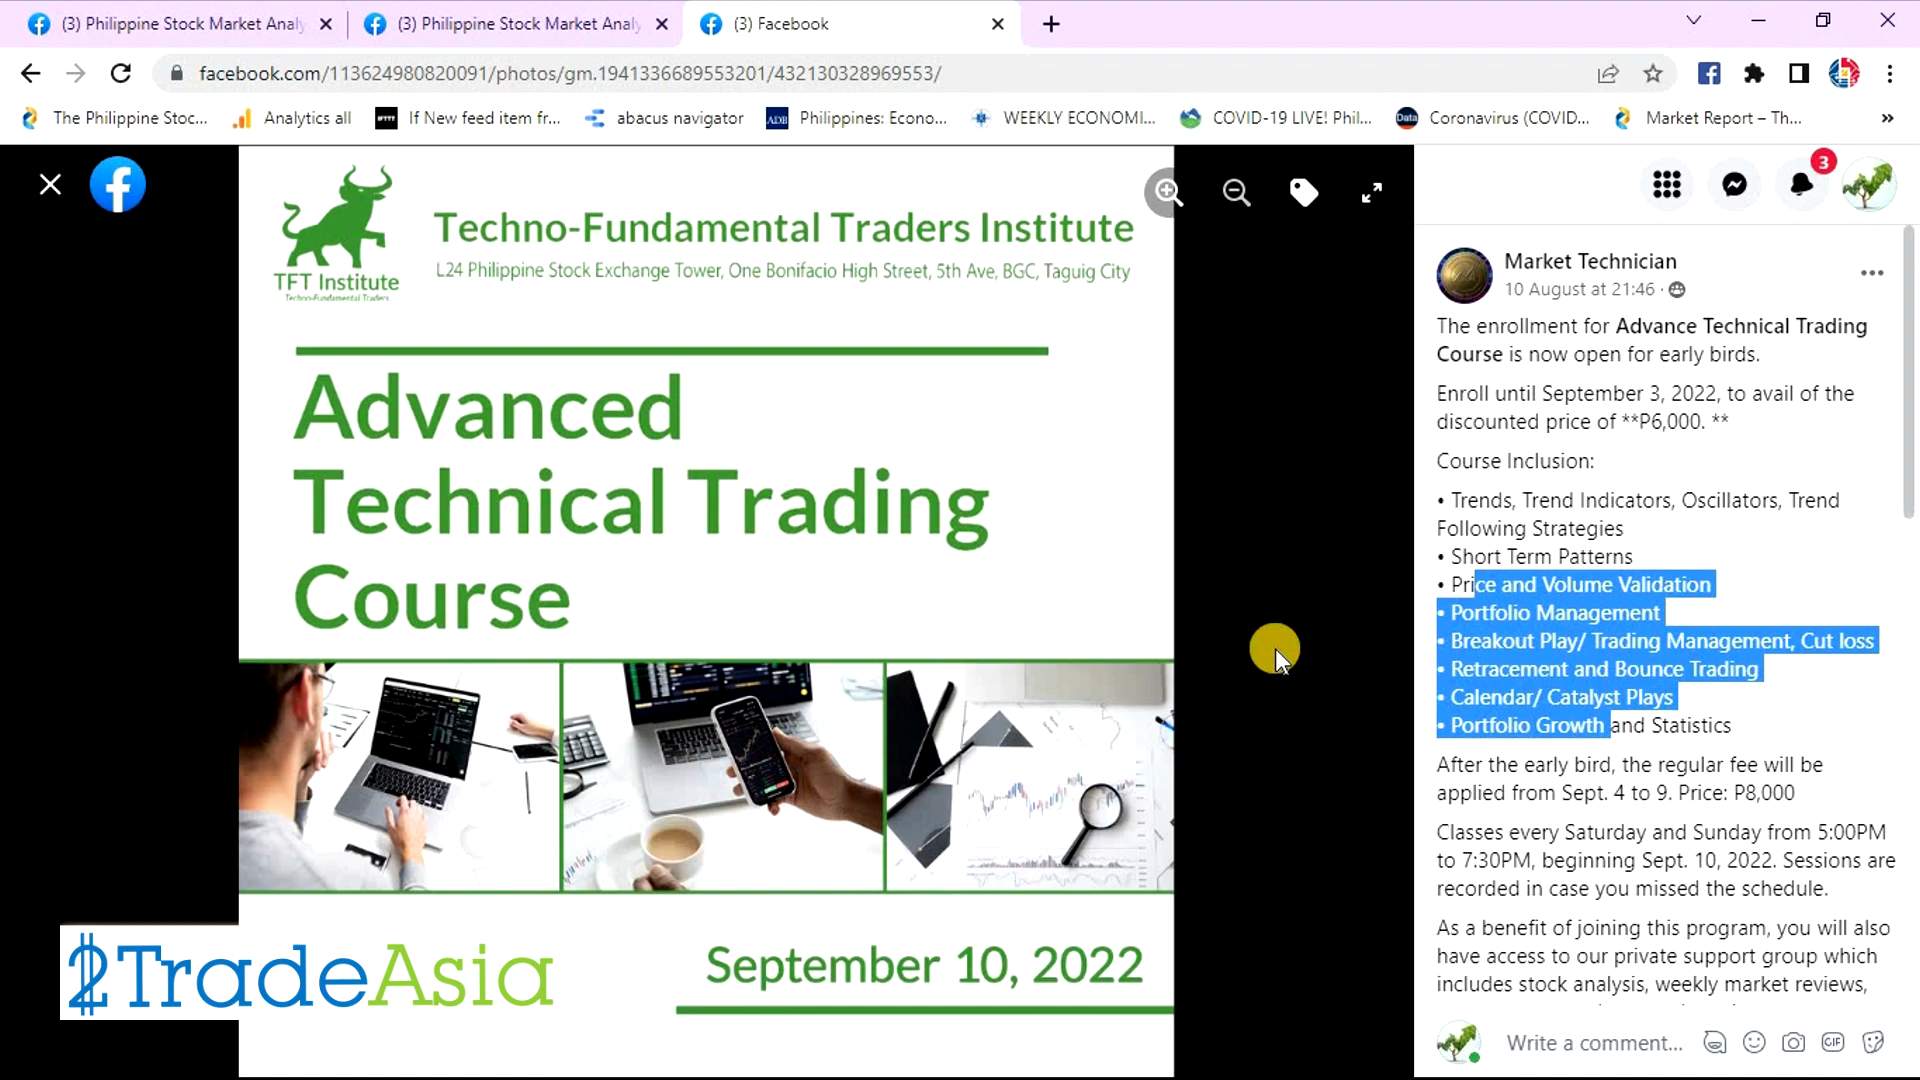 (3) Philippine Stock Market Analy
(3) Philippine Stock Market Analy
(3) Facebook
facebook.com/113624980820091/photos/gm.1941336689553201/432130328969553/
The Philippine Stoc...
Analytics all
IFTTT
If New feed item fr...
abacus navigator
ADB
Philippines: Econo...
WEEKLY ECONOMI...
COVID-19 LIVE! Phil...
Data
Coronavirus (COVID...
Market Report – Th...
»
TFT Institute
Techno-Fundamental Traders
Techno-Fundamental Traders Institute
L24 Philippine Stock Exchange Tower, One Bonifacio High Street, 5th Ave, BGC, Taguig City
Advanced
Technical Trading
Course
September 10, 2022
2TradeAsia
3
Market Technician
10 August at 21:46 ·
The enrollment for Advance Technical Trading
Course is now open for early birds.
Enroll until September 3, 2022, to avail of the
discounted price of **P6,000. **
Course Inclusion:
• Trends, Trend Indicators, Oscillators, Trend
Following Strategies
• Short Term Patterns
• Price and Volume Validation
• Portfolio Management
• Breakout Play/ Trading Management, Cut loss
• Retracement and Bounce Trading
• Calendar/ Catalyst Plays
• Portfolio Growth and Statistics
After the early bird, the regular fee will be
applied from Sept. 4 to 9. Price: P8,000
Classes every Saturday and Sunday from 5:00PM
to 7:30PM, beginning Sept. 10, 2022. Sessions are
recorded in case you missed the schedule.
As a benefit of joining this program, you will also
have access to our private support group which
includes stock analysis, weekly market reviews,
Write a comment...
GIF